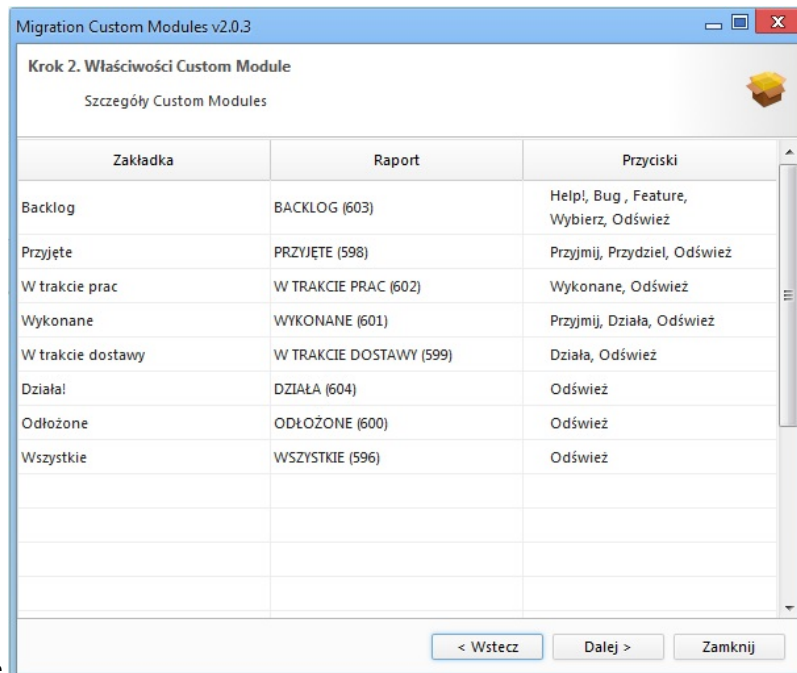 Migration Custom Modules v2.0.3
Krok 2. Właściwości Custom Module
Szczegóły Custom Modules
Zakładka Raport Przyciski
Backlog BACKLOG (603) Help!, Bug , Feature,
Wybierz, Odśwież
Przyjęte PRZYJĘTE (598) Przyjmij, Przydziel, Odśwież
W trakcie prac W TRAKCIE PRAC (602) Wykonane, Odśwież
Wykonane WYKONANE (601) Przyjmij, Działa, Odśwież
W trakcie dostawy W TRAKCIE DOSTAWY (599) Działa, Odśwież
Działa! DZIAŁA (604) Odśwież
Odłożone ODŁOŻONE (600) Odśwież
Wszystkie WSZYSTKIE (596) Odśwież
< Wstecz Dalej > Zamknij